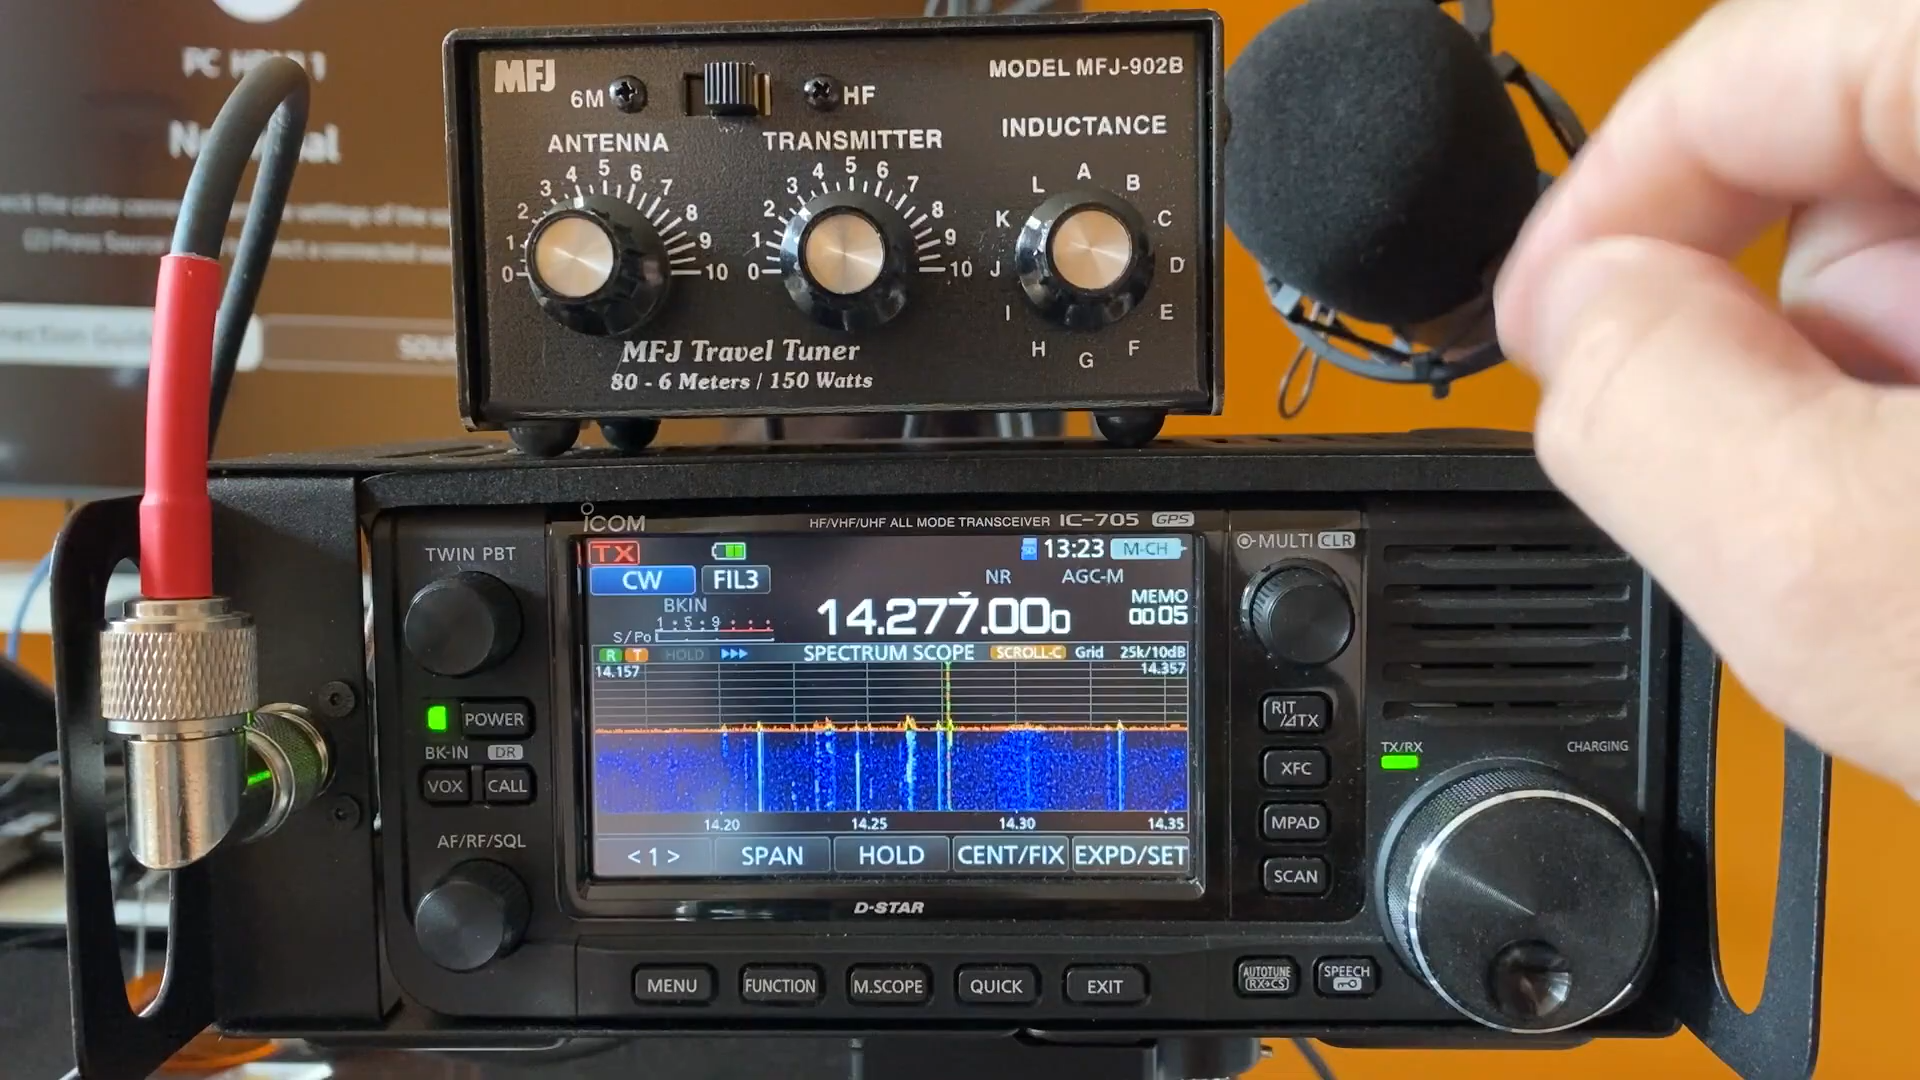 PC HDMI 1
MFJ
MODEL MFJ-902B
6M
HF
ANTENNA
TRANSMITTER
INDUCTANCE
0 1 2 3 4 5 6 7 8 9 10
0 1 2 3 4 5 6 7 8 9 10
A B C D E F G H I J K L
MFJ Travel Tuner
80 - 6 Meters / 150 Watts
ICOM
HF/VHF/UHF ALL MODE TRANSCEIVER IC-705 GPS
TWIN PBT
MULTI CLR
TX
13:23 M-CH
CW FIL3
NR AGC-M
BKIN
14.277.000
MEMO
0005
1 : 5 : 9
S/Po
R T HOLD
SPECTRUM SCOPE SCROLL-C Grid 25k/10dB
14.157
14.357
14.20 14.25 14.30 14.35
< 1 > SPAN HOLD CENT/FIX EXPD/SET
POWER
BK-IN DR
VOX CALL
AF/RF/SQL
RIT
/⊿TX
XFC
MPAD
SCAN
TX/RX
CHARGING
D-STAR
MENU FUNCTION M.SCOPE QUICK EXIT
AUTOTUNE
RX→CS
SPEECH